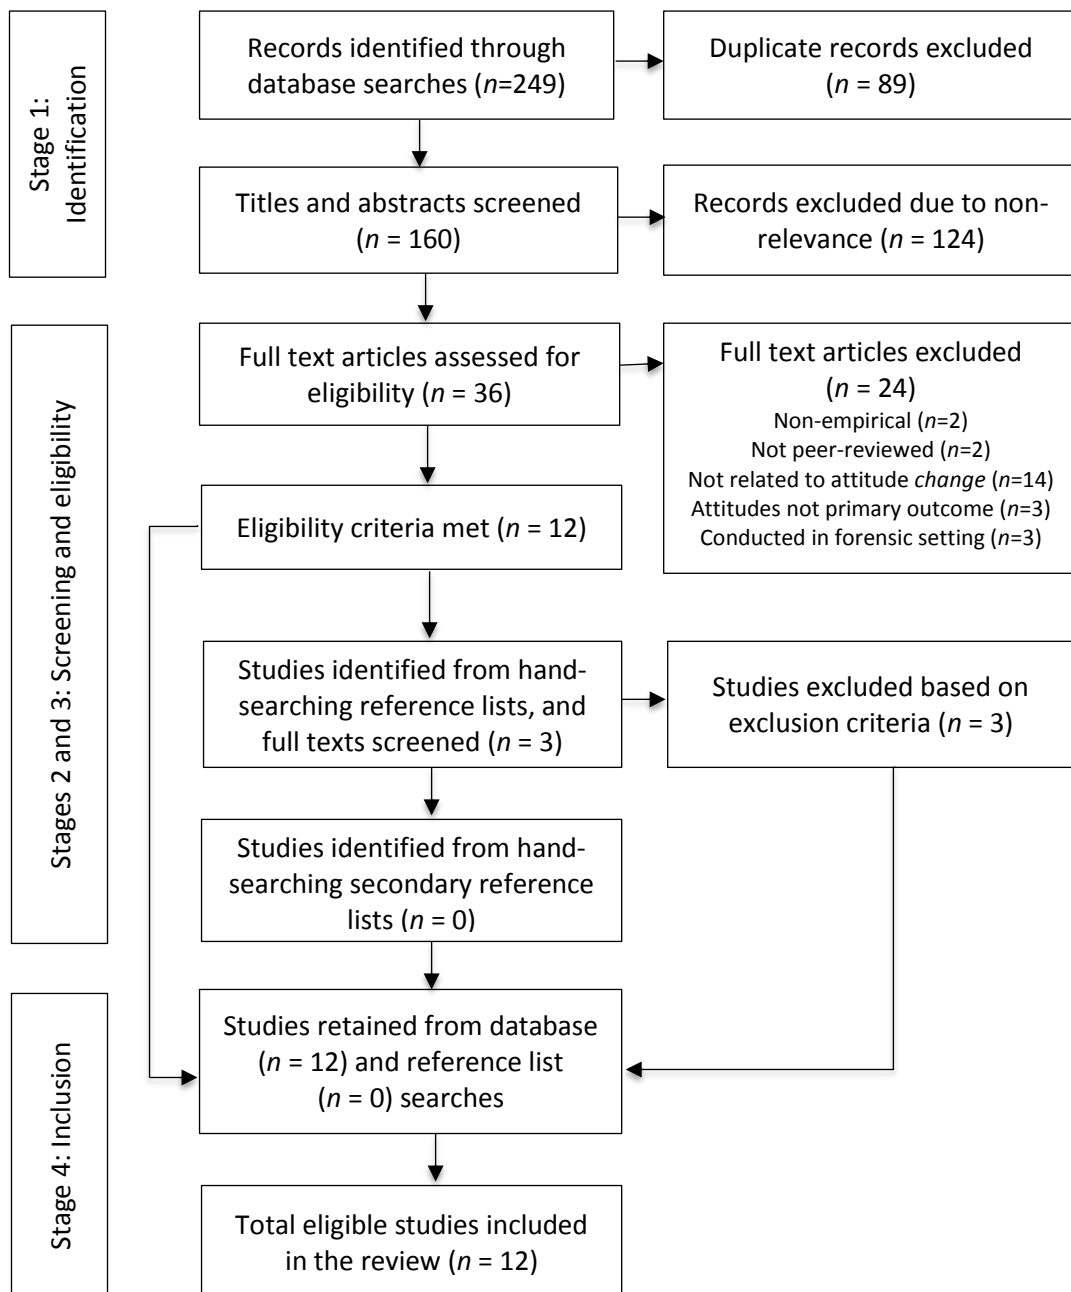 Stage 1:
Identification
Records identified through
database searches (n=249)
Duplicate records excluded
(n = 89)
Titles and abstracts screened
(n = 160)
Records excluded due to non-
relevance (n = 124)
Stages 2 and 3: Screening and eligibility
Full text articles assessed for
eligibility (n = 36)
Full text articles excluded
(n = 24)
Non-empirical (n=2)
Not peer-reviewed (n=2)
Not related to attitude change (n=14)
Attitudes not primary outcome (n=3)
Conducted in forensic setting (n=3)
Eligibility criteria met (n = 12)
Studies identified from hand-
searching reference lists, and
full texts screened (n = 3)
Studies excluded based on
exclusion criteria (n = 3)
Studies identified from hand-
searching secondary reference
lists (n = 0)
Stage 4: Inclusion
Studies retained from database
(n = 12) and reference list
(n = 0) searches
Total eligible studies included
in the review (n = 12)